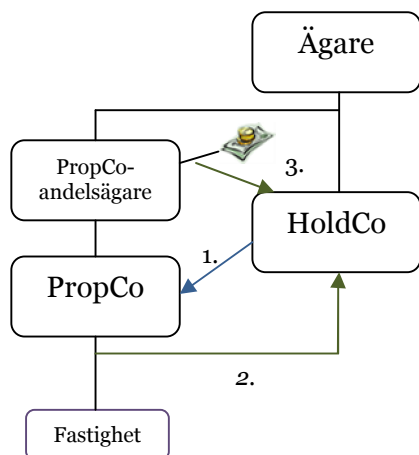 Ägare
PropCo-
andelsägare
3.
HoldCo
1.
PropCo
2.
Fastighet